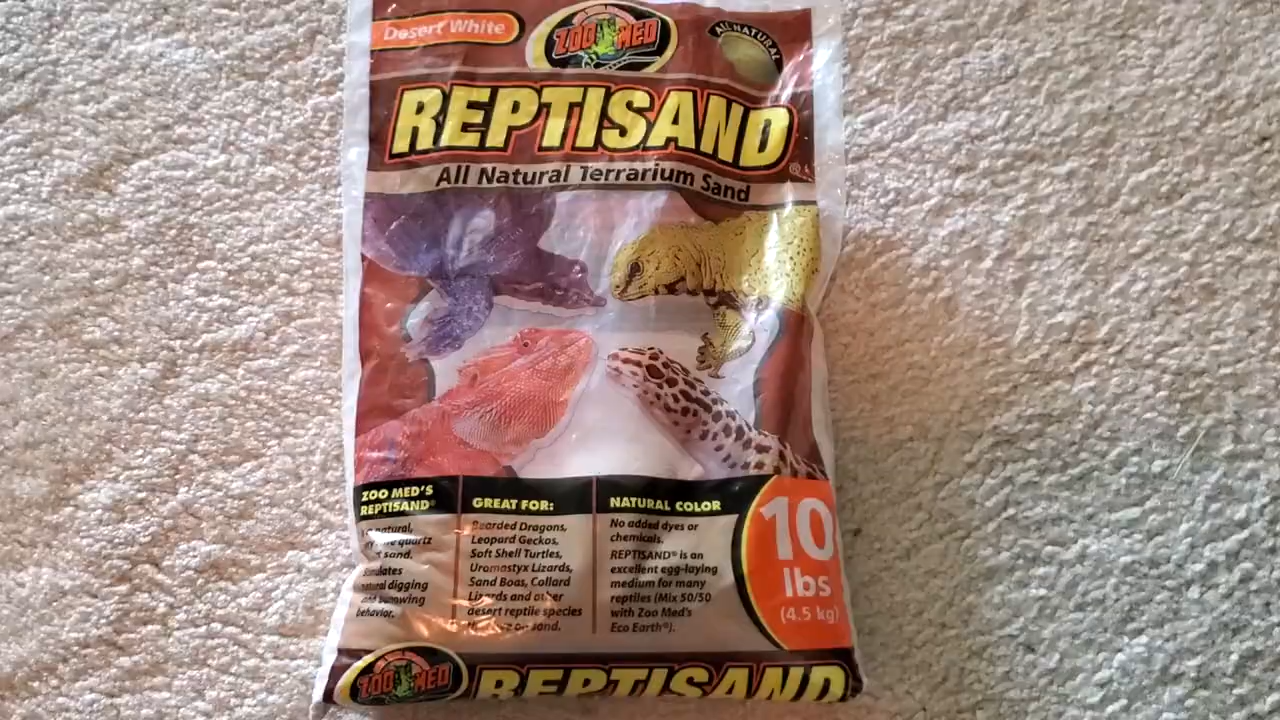 Desert White
ZOO MED
ALL NATURAL
REPTISAND
All Natural Terrarium Sand
ZOO MED'S
REPTISAND®
natural,
quartz
sand.
natural digging
and burrowing
behavior.
GREAT FOR:
Bearded Dragons,
Leopard Geckos,
Soft Shell Turtles,
Uromastyx Lizards,
Sand Boas, Collard
Lizards and other
desert reptile species
that live on sand.
NATURAL COLOR
No added dyes or
chemicals.
REPTISAND® is an
excellent egg-laying
medium for many
reptiles (Mix 50/50
with Zoo Med's
Eco Earth®).
10
lbs
(4.5 kg)
ZOO MED
REPTISAND